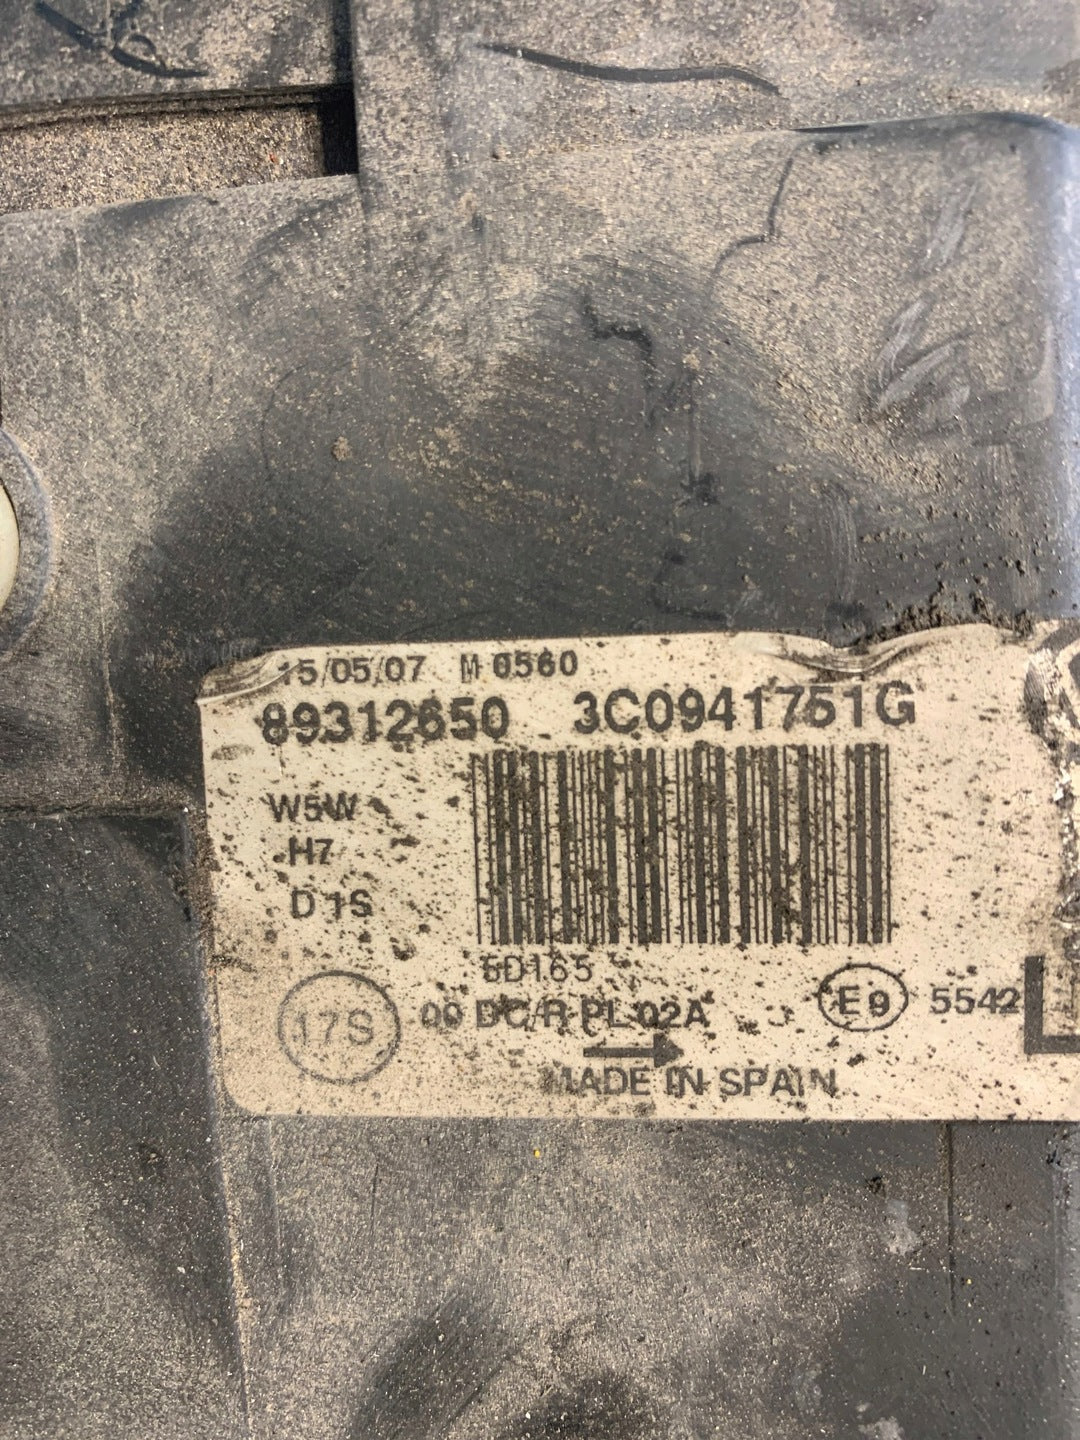 15/05/07 M 0560
89312650 3C0941751G
W5W
H7
D1S
5D165
17S 00 DC/R PL 02A E9 5542
MADE IN SPAIN